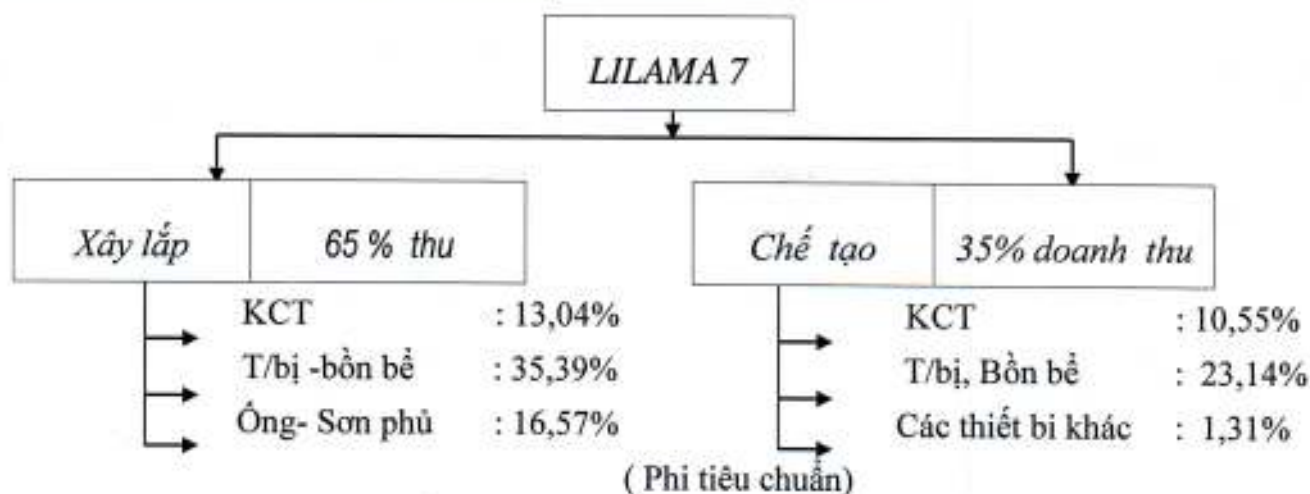 LILAMA 7
Xây lắp
65 % thu
Chế tạo
35% doanh thu
KCT : 13,04%
T/bị -bồn bể : 35,39%
Ống- Sơn phủ : 16,57%
KCT : 10,55%
T/bị, Bồn bể : 23,14%
Các thiết bi khác : 1,31%
( Phi tiêu chuẩn)